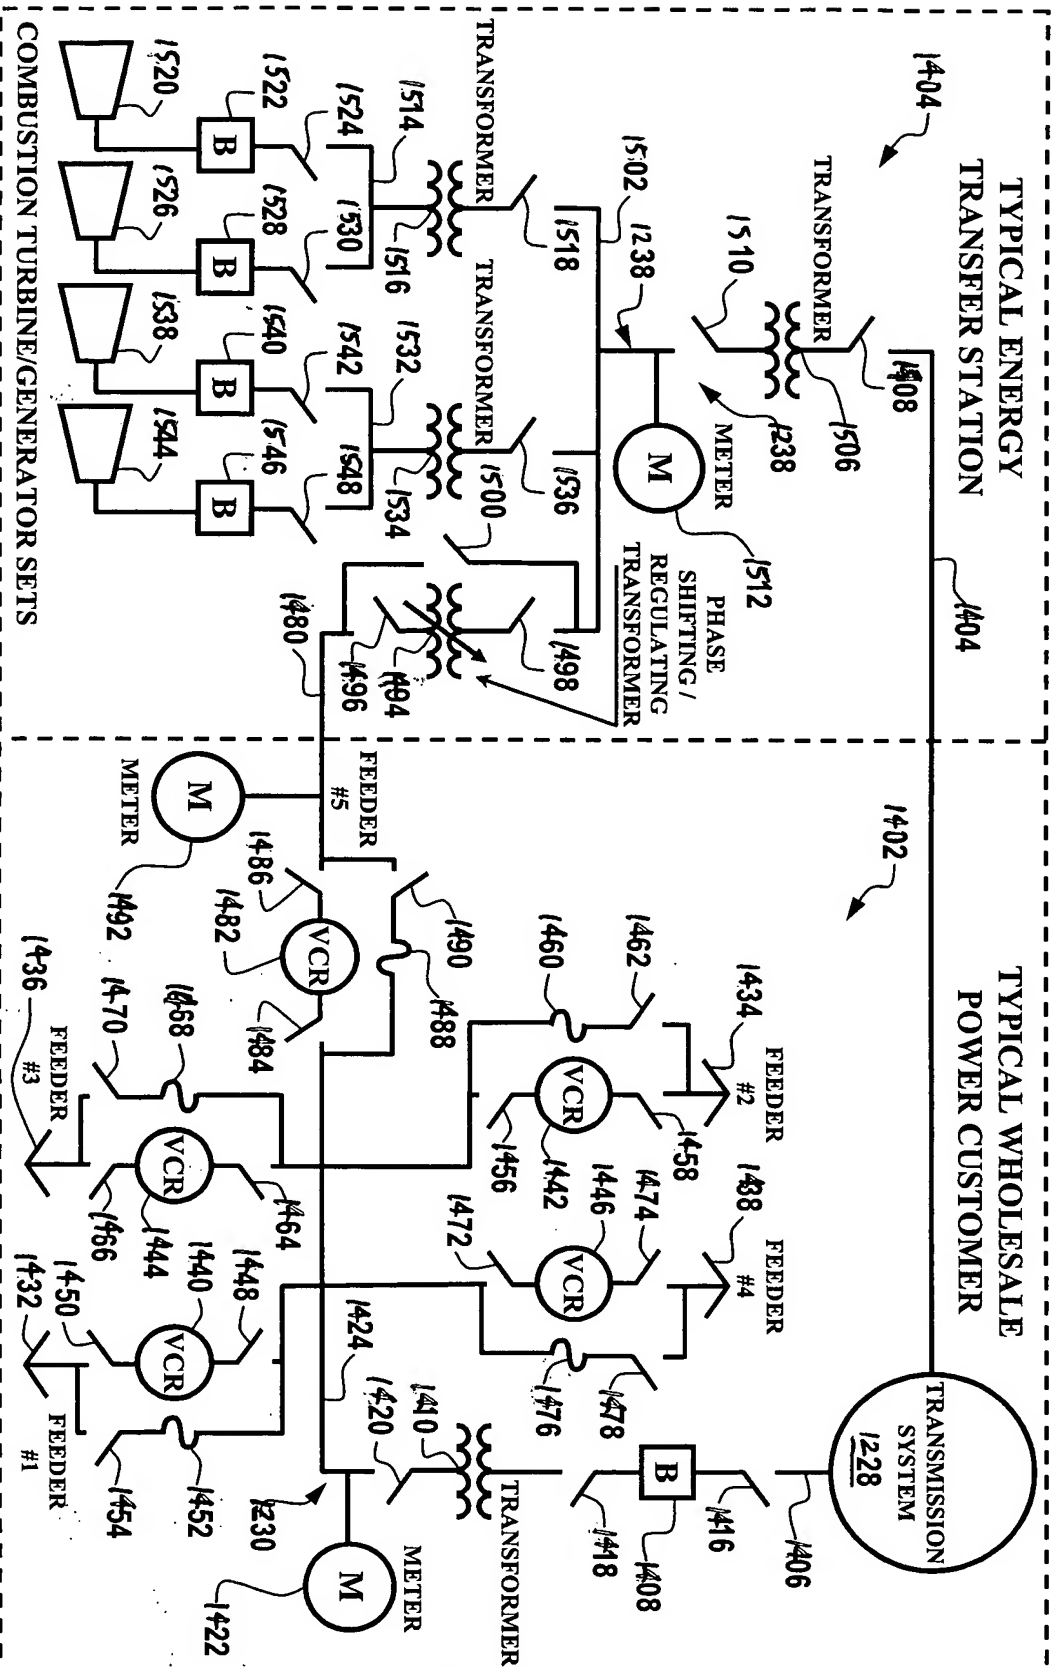 TYPICAL ENERGY
TRANSFER STATION
1404
1404
TRANSFORMER
1508
1506
1510
1238
METER
M
1512
1238
1502
TRANSFORMER
1518
1516
1514
TRANSFORMER
1536
1534
1532
1500
PHASE
SHIFTING /
REGULATING
TRANSFORMER
1498
1494
1496
1480
1524
1530
1542
1548
1522
B
1528
B
1540
B
1546
B
1520
1526
1538
1544
COMBUSTION TURBINE/GENERATOR SETS
TYPICAL WHOLESALE
POWER CUSTOMER
1402
TRANSMISSION
SYSTEM
1228
1406
1416
B
1408
1418
TRANSFORMER
1410
1420
METER
M
1422
1230
1424
FEEDER
#2
1434
1462
1460
1458
VCR
1442
1456
FEEDER
#4
1438
1474
1446
VCR
1472
1478
1476
FEEDER
#5
METER
M
1492
1490
1488
1486
1482
VCR
1484
1468
1470
1464
VCR
1444
1466
FEEDER
#3
1436
1448
1440
VCR
1450
1452
1454
1432
FEEDER
#1